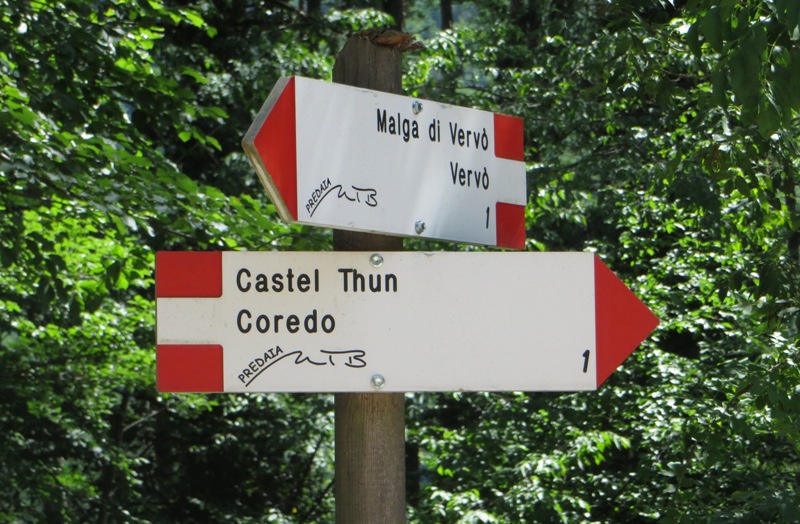 Malga di Vervò
Vervò
PREDAIA MTB
1
Castel Thun
Coredo
PREDAIA MTB
1